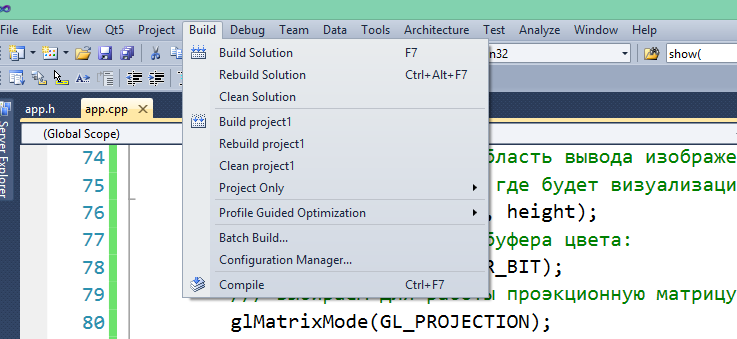 File Edit View Qt5 Project Build Debug Team Data Tools Architecture Test Analyze Window Help
Build Solution F7
in32 show(
Rebuild Solution Ctrl+Alt+F7
Clean Solution
app.h app.cpp
Build project1
(Global Scope)
Rebuild project1
Server Explorer
74 бласть вывода изображе
Clean project1
75 где будет визуализаци
Project Only
76 , height);
Profile Guided Optimization
77 буфера цвета:
Batch Build...
78 R_BIT);
Configuration Manager...
79 проэкционную матрицу
Compile Ctrl+F7
80 glMatrixMode(GL_PROJECTION);